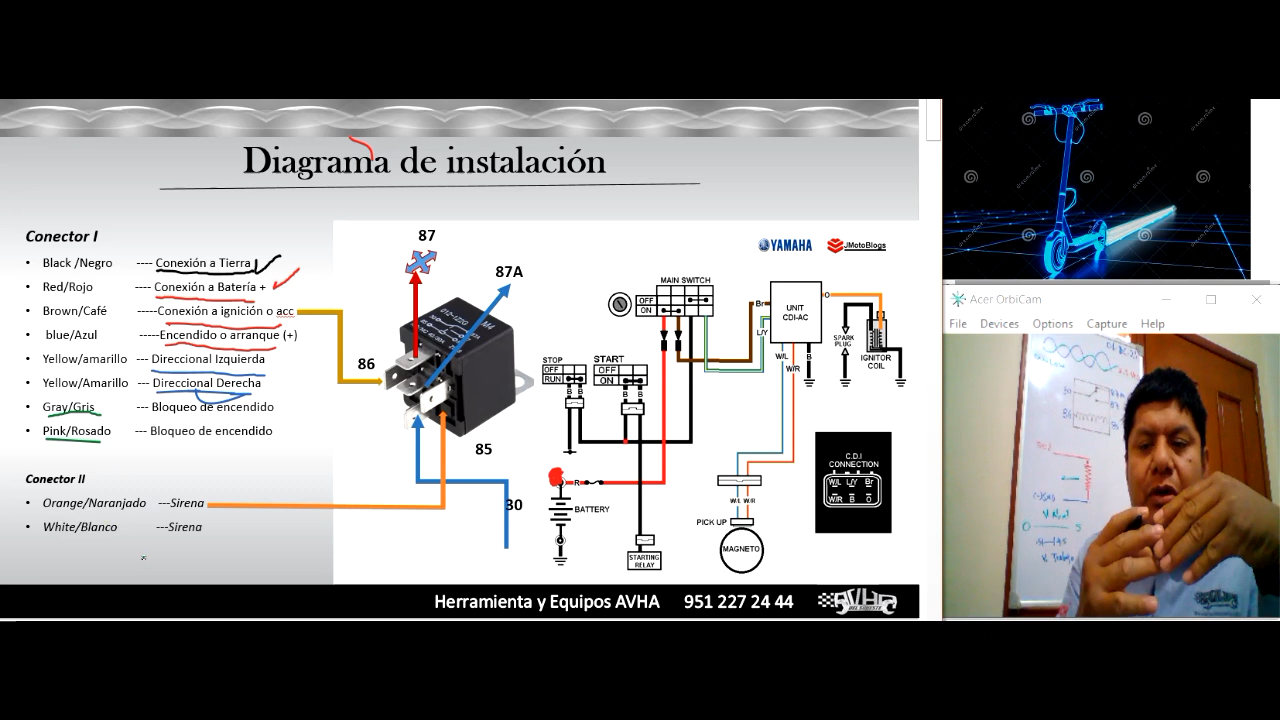 Diagrama de instalación
Conector I
• Black /Negro ---- Conexión a Tierra
• Red/Rojo ---- Conexión a Batería +
• Brown/Café -----Conexión a ignición o acc
• blue/Azul -----Encendido o arranque (+)
• Yellow/amarillo --- Direccional Izquierda
• Yellow/Amarillo --- Direccional Derecha
• Gray/Gris --- Bloqueo de encendido
• Pink/Rosado --- Bloqueo de encendido
Conector II
• Orange/Naranjado ---Sirena
• White/Blanco ---Sirena
87
87A
86
85
30
YAMAHA
JMotoBlogs
MAIN SWITCH
OFF
ON
Br
L/Y
UNIT
CDI-AC
O
SPARK
PLUG
IGNITOR
COIL
W/L
W/R
B
STOP
OFF
RUN
B B
START
OFF
ON
B B
R
BATTERY
STARTING
RELAY
W/L W/R
PICK UP
MAGNETO
C.D.I
CONNECTION
W/L L/Y Br
W/R B O
Herramienta y Equipos AVHA 951 227 24 44
AVHA
DEL SURESTE
Acer OrbiCam
File Devices Options Capture Help